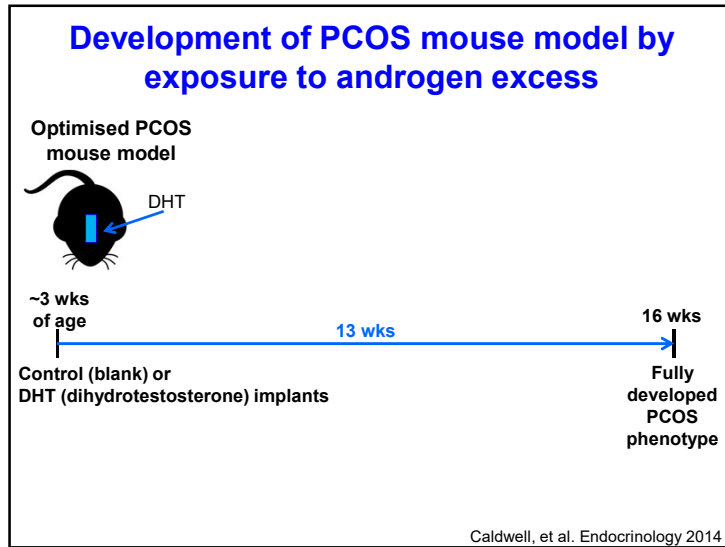 Development of PCOS mouse model by
exposure to androgen excess
Optimised PCOS
mouse model
DHT
~3 wks
of age
13 wks
16 wks
Control (blank) or
DHT (dihydrotestosterone) implants
Fully
developed
PCOS
phenotype
Caldwell, et al. Endocrinology 2014